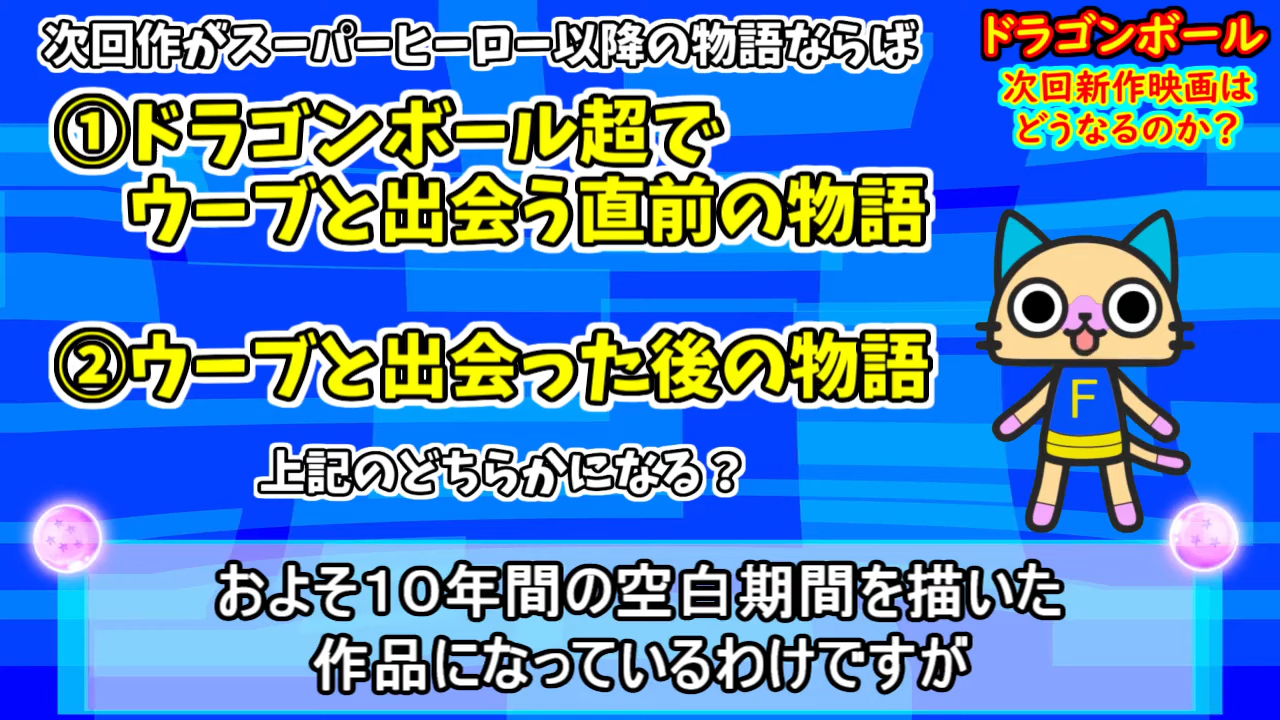 次回作がスーパーヒーロー以降の物語ならば
ドラゴンボール
次回新作映画は
どうなるのか？
①ドラゴンボール超で
ウーブと出会う直前の物語
②ウーブと出会った後の物語
上記のどちらかになる？
F
およそ10年間の空白期間を描いた
作品になっているわけですが